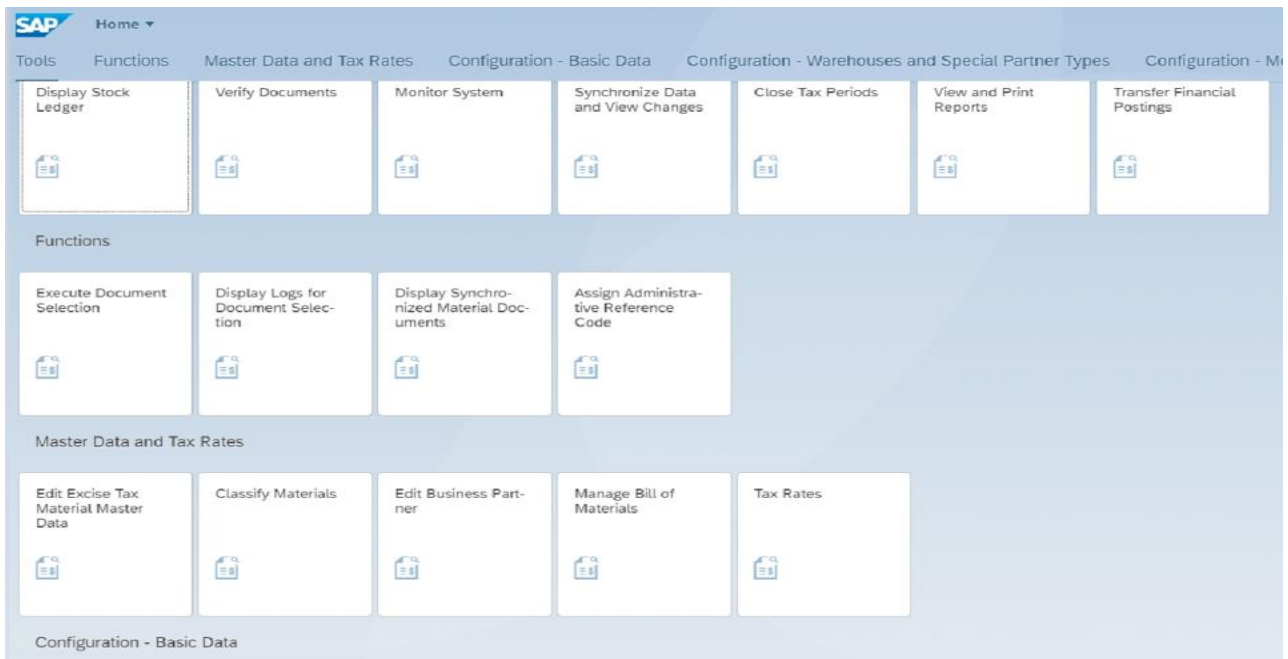 SAP Home
Tools Functions Master Data and Tax Rates Configuration - Basic Data Configuration - Warehouses and Special Partner Types Configuration - Me
Display Stock
Ledger
Verify Documents
Monitor System
Synchronize Data
and View Changes
Close Tax Periods
View and Print
Reports
Transfer Financial
Postings
Functions
Execute Document
Selection
Display Logs for
Document Selec-
tion
Display Synchro-
nized Material Doc-
uments
Assign Administra-
tive Reference
Code
Master Data and Tax Rates
Edit Excise Tax
Material Master
Data
Classify Materials
Edit Business Part-
ner
Manage Bill of
Materials
Tax Rates
Configuration - Basic Data